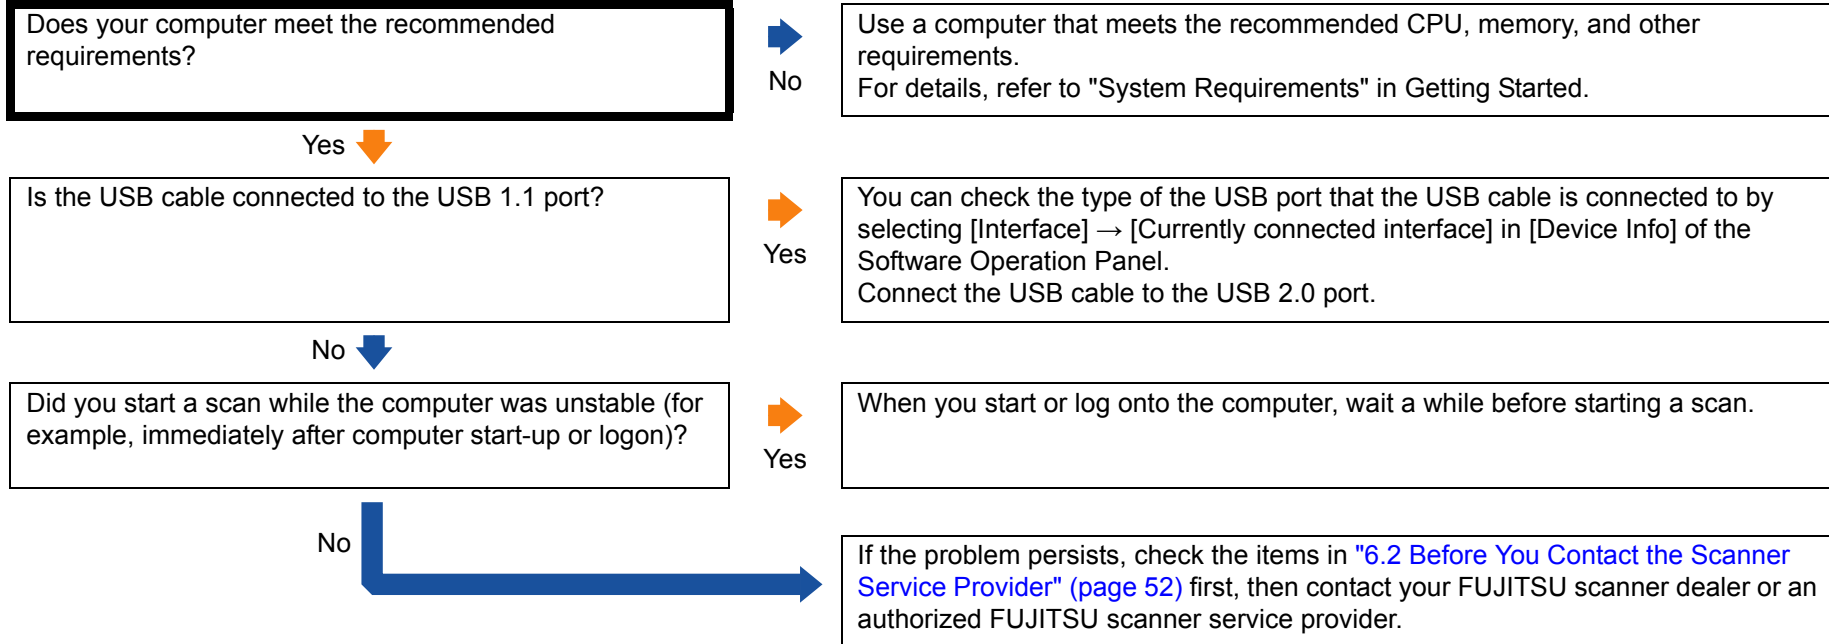 Does your computer meet the recommended
requirements?
No
Use a computer that meets the recommended CPU, memory, and other
requirements.
For details, refer to "System Requirements" in Getting Started.
Yes
Is the USB cable connected to the USB 1.1 port?
Yes
You can check the type of the USB port that the USB cable is connected to by
selecting [Interface] → [Currently connected interface] in [Device Info] of the
Software Operation Panel.
Connect the USB cable to the USB 2.0 port.
No
Did you start a scan while the computer was unstable (for
example, immediately after computer start-up or logon)?
Yes
When you start or log onto the computer, wait a while before starting a scan.
No
If the problem persists, check the items in "6.2 Before You Contact the Scanner
Service Provider" (page 52) first, then contact your FUJITSU scanner dealer or an
authorized FUJITSU scanner service provider.